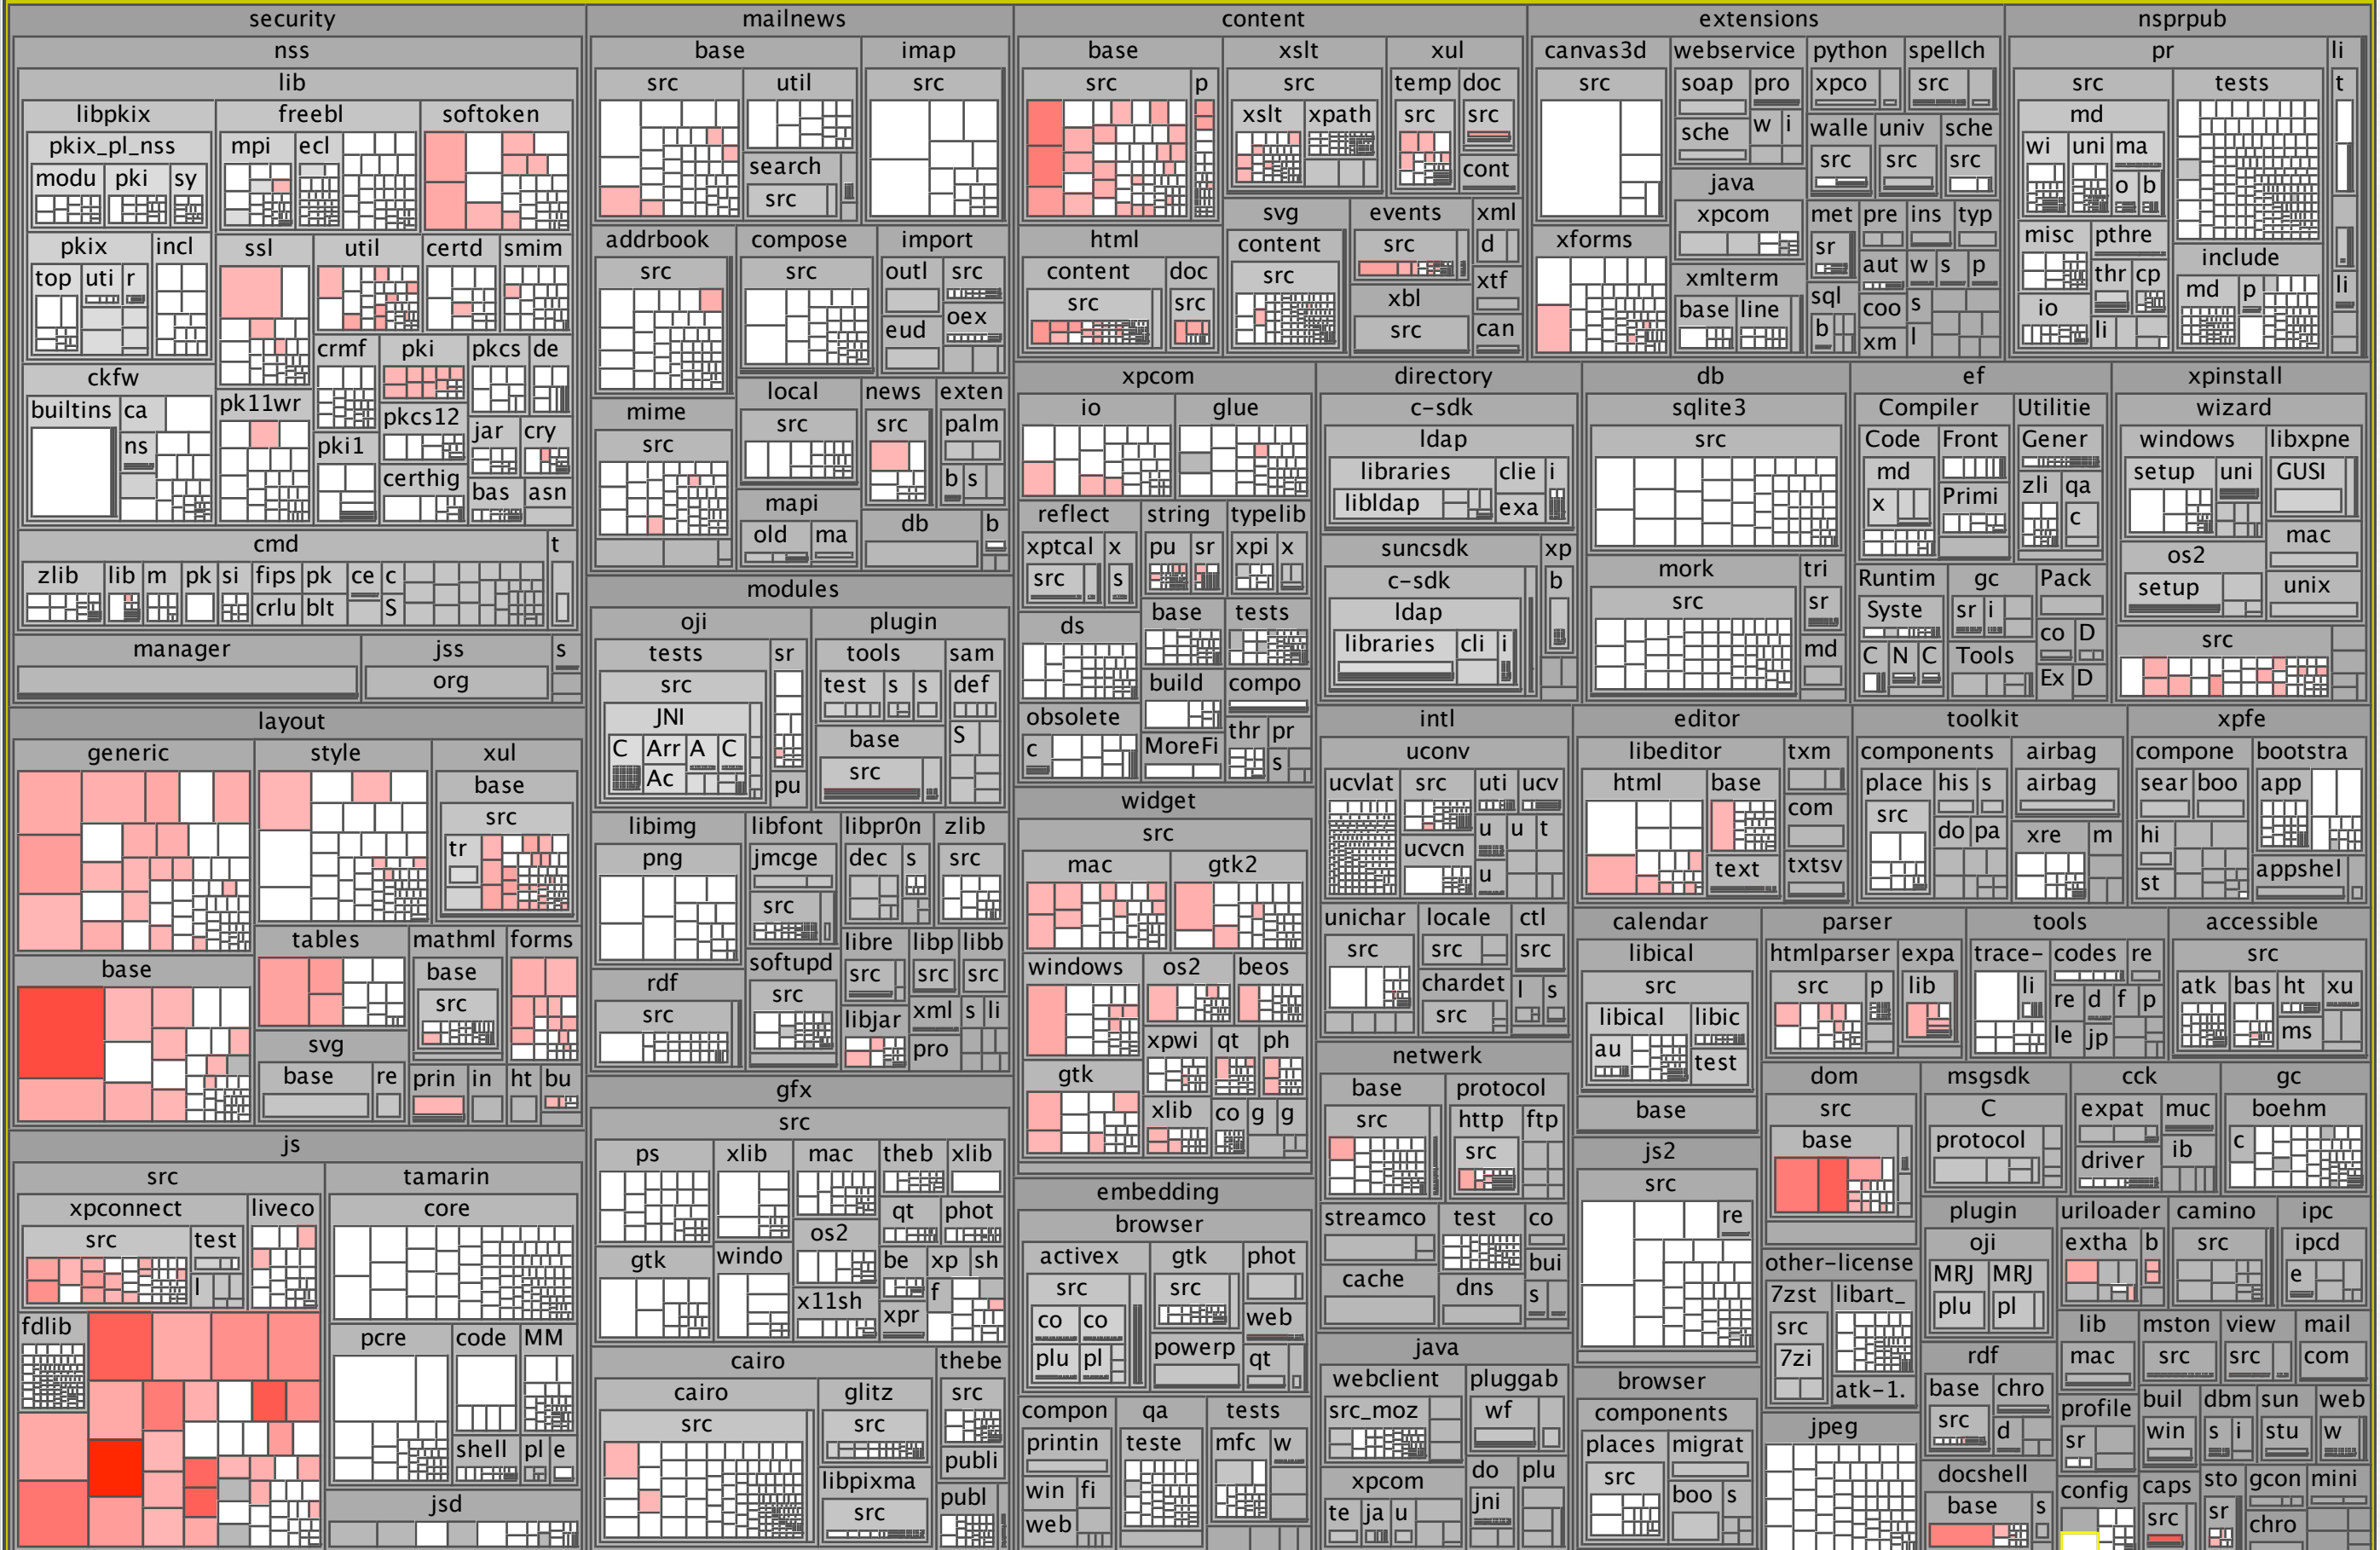 security
nss
lib
libpkix
freebl
softoken
pkix_pl_nss
mpi
ecl
modu
pki
sy
pkix
incl
ssl
util
certd
smim
top
uti
r
crmf
pki
pkcs
de
ckfw
pk11wr
pkcs12
builtins
ca
ns
pki1
jar
cry
certhig
bas
asn
cmd
t
zlib
lib
m
pk
si
fips
pk
ce
c
crlu
blt
S
manager
jss
s
org
mailnews
base
imap
src
util
src
search
src
addrbook
compose
import
src
src
outl
src
eud
oex
local
news
exten
mime
src
src
palm
src
b
s
mapi
db
b
old
ma
content
base
xslt
xul
src
p
src
temp
doc
xslt
xpath
src
src
cont
html
svg
events
xml
content
doc
content
src
d
src
src
src
xbl
xtf
src
can
extensions
canvas3d
webservice
python
spellch
src
soap
pro
xpco
src
sche
w
i
walle
univ
sche
src
src
src
java
xpcom
met
pre
ins
typ
xforms
sr
xmlterm
aut
w
s
p
base
line
sql
coo
s
b
xm
l
nsprpub
pr
li
src
tests
t
md
wi
uni
ma
o
b
misc
pthre
include
thr
cp
md
p
li
io
li
xpcom
io
glue
reflect
string
typelib
xptcal
x
pu
sr
xpi
x
src
s
ds
base
tests
build
compo
obsolete
thr
pr
c
MoreFi
s
directory
c-sdk
ldap
libraries
clie
i
libldap
exa
suncsdk
xp
c-sdk
b
ldap
libraries
cli
i
db
sqlite3
src
mork
tri
src
sr
md
ef
Compiler
Utilitie
Code
Front
Gener
md
x
Primi
zli
qa
c
Runtim
gc
Pack
Syste
sr
i
co
D
C
N
C
Tools
Ex
D
xpinstall
wizard
windows
libxpne
setup
uni
GUSI
os2
mac
setup
unix
src
layout
generic
style
xul
base
src
tr
base
tables
mathml
forms
base
src
svg
base
re
prin
in
ht
bu
modules
oji
plugin
tests
sr
tools
sam
src
test
s
s
def
JNI
C
Arr
A
C
base
S
Ac
src
pu
libimg
libfont
libpr0n
zlib
png
jmcge
dec
s
src
src
libre
libp
libb
rdf
softupd
src
src
src
src
src
libjar
xml
s
li
pro
widget
src
mac
gtk2
windows
os2
beos
gtk
xpwi
qt
ph
xlib
co
g
g
intl
uconv
ucvlat
src
uti
ucv
ucvcn
u
u
t
u
unichar
locale
ctl
src
src
src
chardet
l
s
src
editor
libeditor
txm
html
base
com
text
txtsv
toolkit
components
airbag
place
his
s
airbag
src
do
pa
xre
m
xpfe
compone
bootstra
sear
boo
app
hi
st
appshel
calendar
libical
src
libical
libic
au
test
base
parser
htmlparser
expa
src
p
lib
tools
trace-
codes
re
li
re
d
f
p
le
jp
accessible
src
atk
bas
ht
xu
ms
js
src
tamarin
xpconnect
liveco
core
src
test
l
fdlib
pcre
code
MM
shell
pl
e
jsd
gfx
src
ps
xlib
mac
theb
xlib
os2
qt
phot
gtk
windo
be
xp
sh
x11sh
f
xpr
cairo
thebe
cairo
glitz
src
src
src
publi
libpixma
src
publ
embedding
browser
activex
gtk
phot
src
src
co
co
web
plu
pl
powerp
qt
compon
qa
tests
printin
teste
mfc
w
win
fi
web
netwerk
base
protocol
src
http
ftp
src
streamco
test
co
bui
cache
dns
s
java
webclient
pluggab
src_moz
wf
xpcom
do
plu
te
ja
u
jni
js2
src
re
browser
components
places
migrat
src
boo
s
dom
src
base
other-license
7zst
libart_
src
7zi
atk-1.
jpeg
msgsdk
C
protocol
cck
expat
muc
driver
ib
gc
boehm
c
plugin
oji
MRJ
MRJ
plu
pl
uriloader
camino
ipc
extha
b
src
ipcd
e
lib
mston
view
mail
mac
src
src
com
rdf
base
chro
src
d
profile
sr
buil
dbm
sun
web
win
s
i
stu
w
docshell
base
s
config
caps
sto
gcon
mini
src
sr
chro